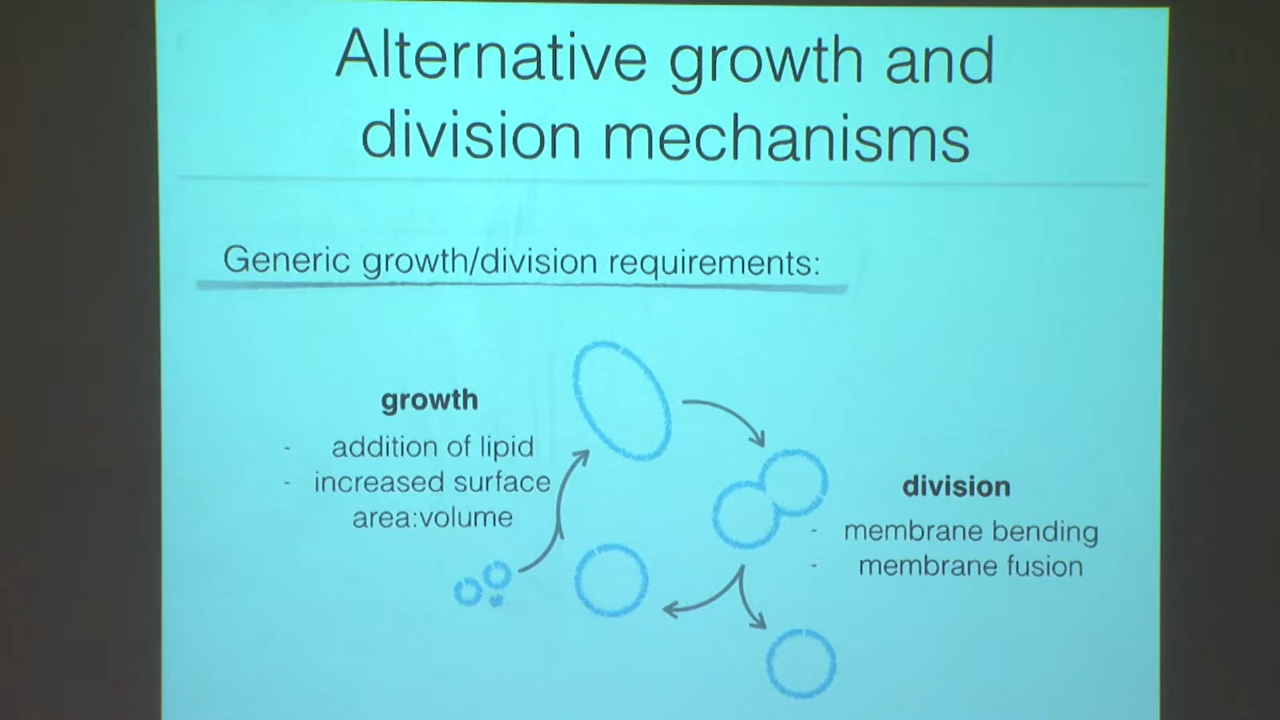 Alternative growth and
division mechanisms
Generic growth/division requirements:
growth
- addition of lipid
- increased surface
area:volume
division
- membrane bending
- membrane fusion